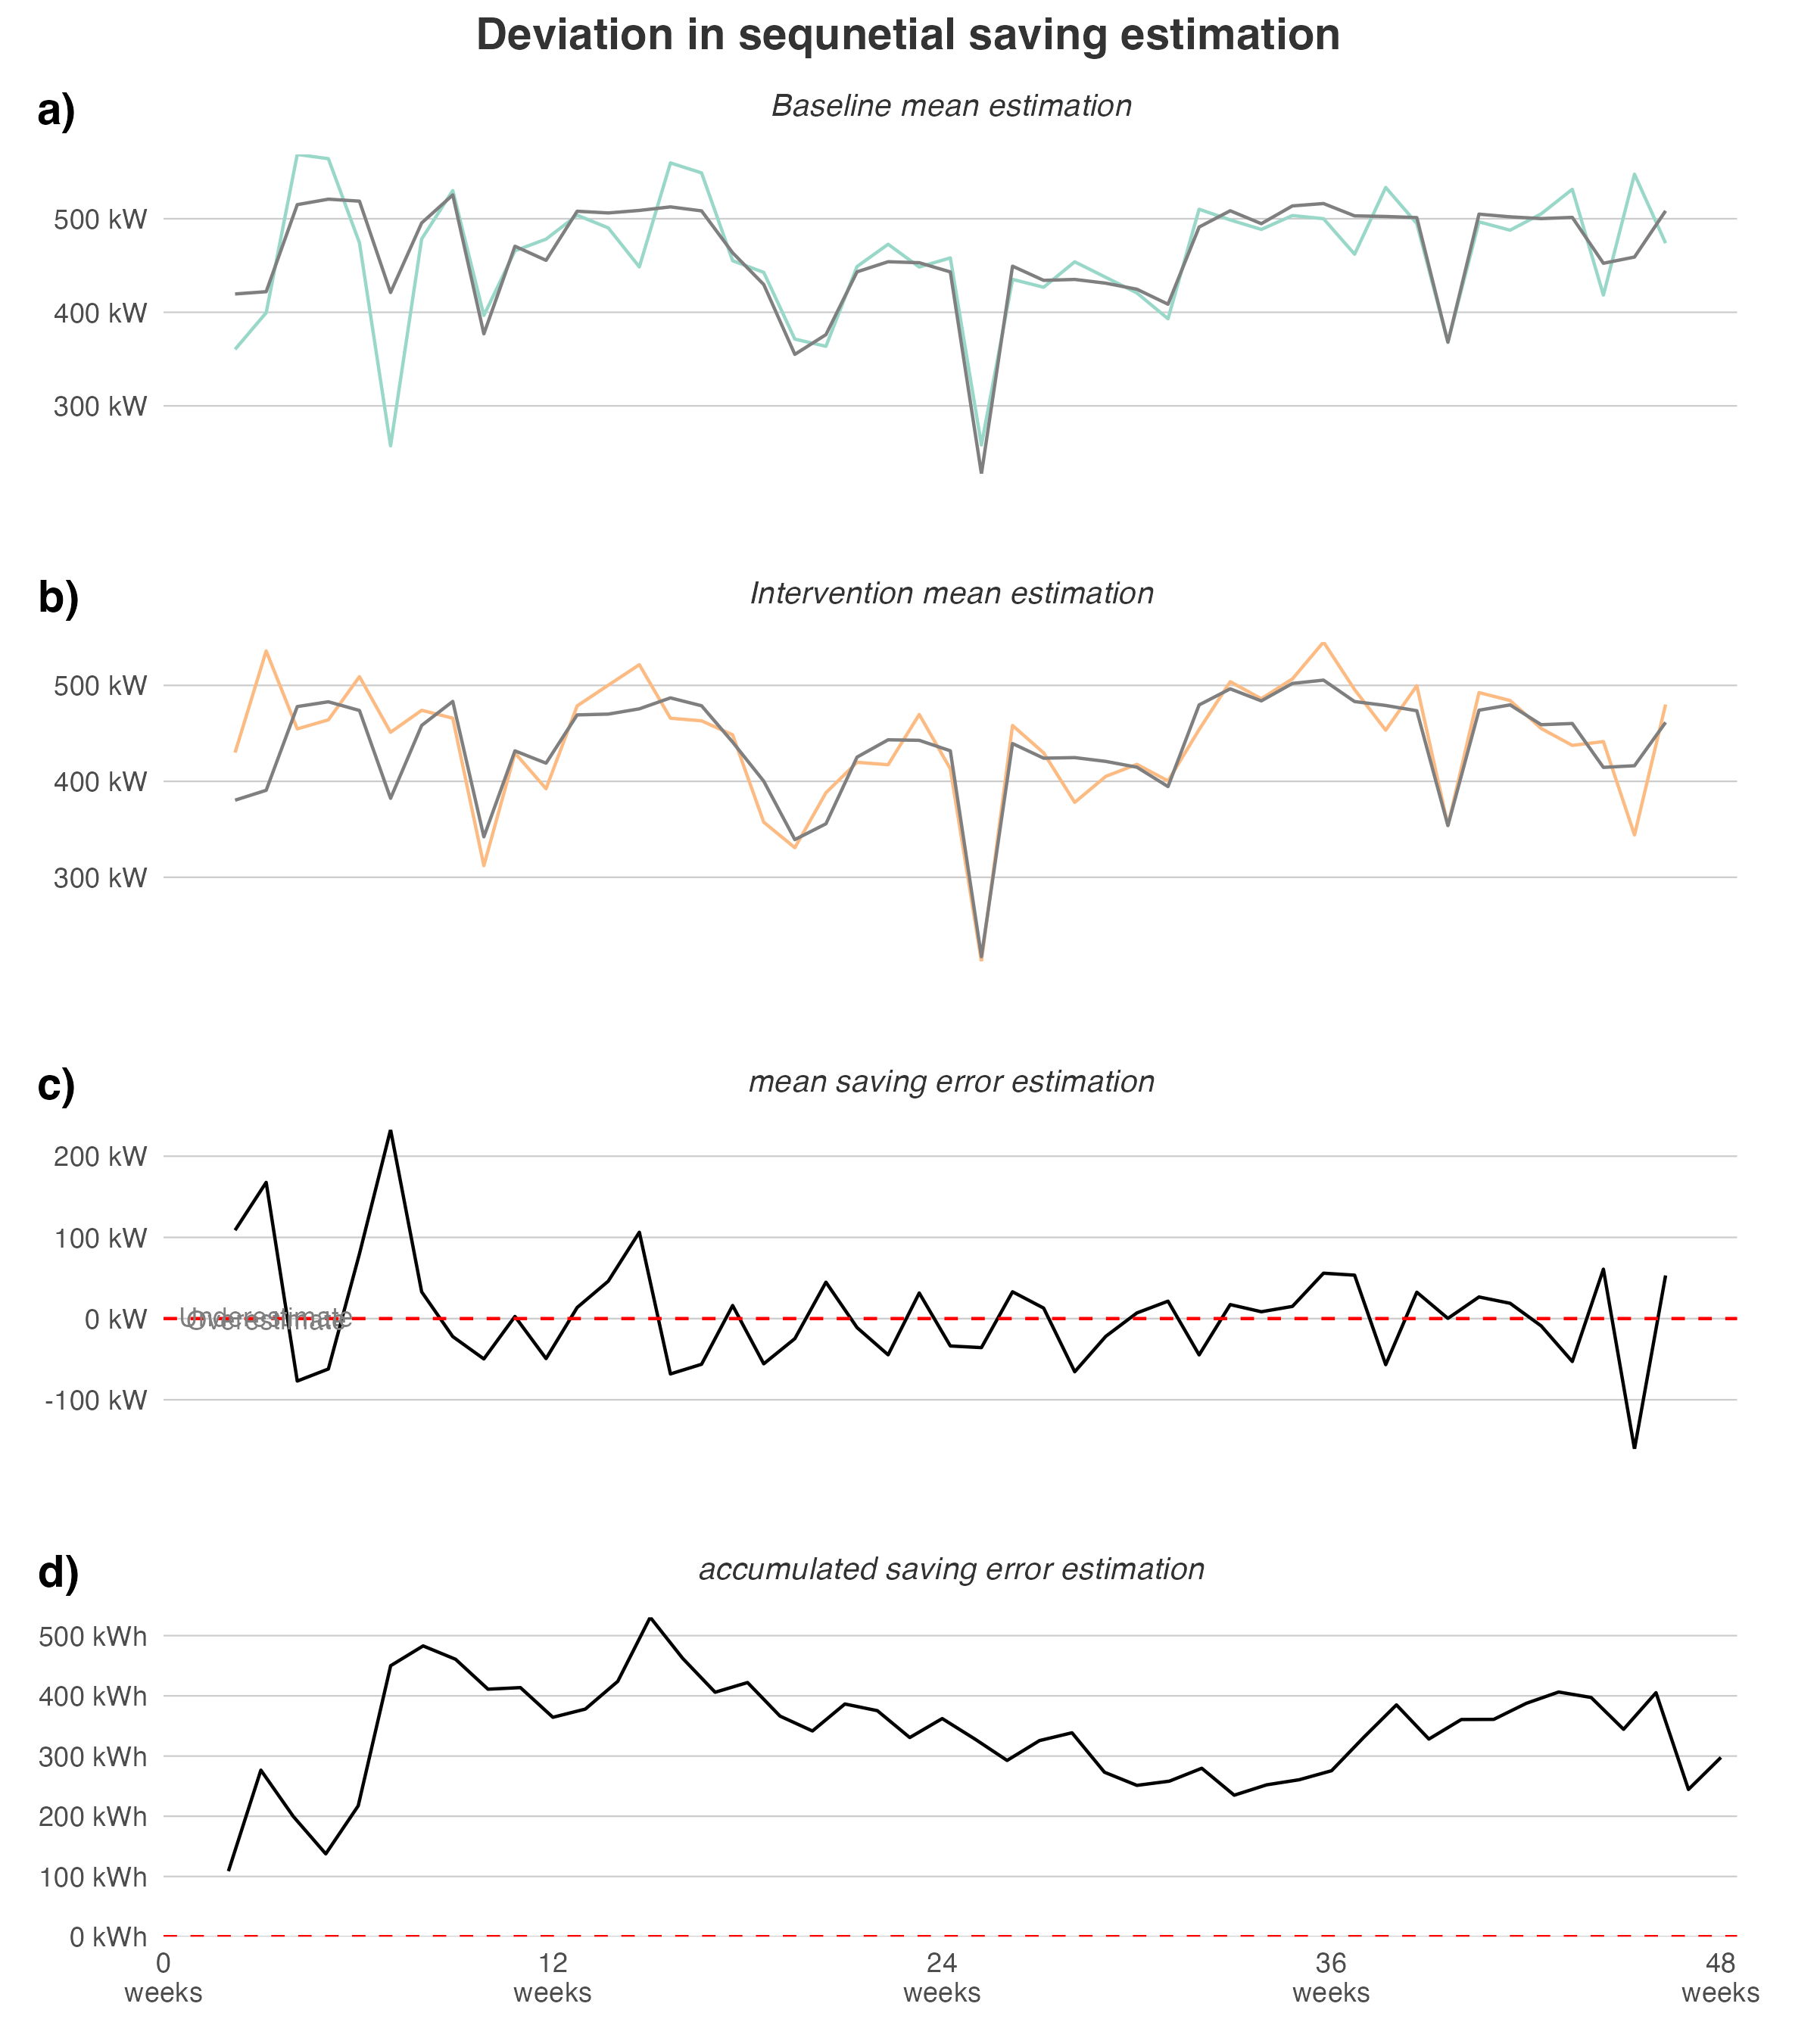 Deviation in sequnetial saving estimation
a)
Baseline mean estimation
500 kW
400 kW
300 kW
b)
Intervention mean estimation
500 kW
400 kW
300 kW
c)
mean saving error estimation
200 kW
100 kW
Underestimate
0 kW
Overestimate
-100 kW
d)
accumulated saving error estimation
500 kWh
400 kWh
300 kWh
200 kWh
100 kWh
0 kWh
0 12 24 36 48
weeks weeks weeks weeks weeks